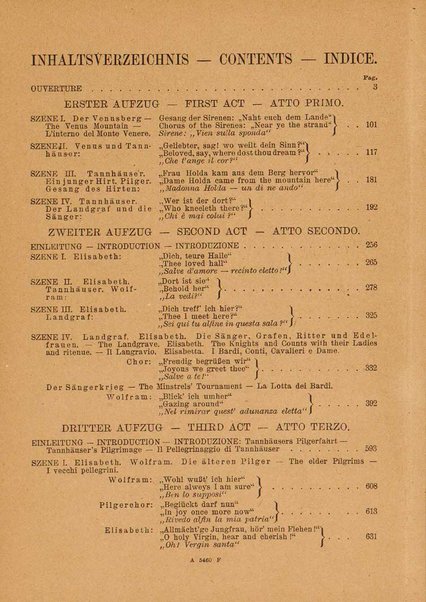 INHALTSVERZEICHNIS — CONTENTS — INDICE.
Pag.
OUVERTURE . . . 3
ERSTER AUFZUG — FIRST ACT — ATTO PRIMO.
SZENE I. Der Vennsberg — Gesang der Sirenen: „Naht euch dem Lande"
The Venus Mountain — Chorus of the Sirens: „Near ye the strand" 101
L'interno del Monte Venere. Sirene: „Vien sulla sponda"
SZENE II. Venus und Tann- „Geliebter, sag! wo weilt dein Sinn?"
häuser: „Beloved, say, where dost thou dream?" 117
„Che t'ange il cor?"
SZENE III. Tannhäuser. „Frau Holda kam aus dem Berg hervor"
Ein junger Hirt. Pilger. „Dame Holda came from the mountain here" 181
Gesang des Hirten: „Madonna Holda — un dì ne andò"
SZENE IV. Tannhäuser. „Wer ist der dort?"
Der Landgraf und die „Who kneeleth there?" 192
Sänger: „Chi è mai colui?"
ZWEITER AUFZUG — SECOND ACT — ATTO SECONDO.
EINLEITUNG — INTRODUCTION — INTRODUZIONE . . . 256
SZENE I. Elisabeth: „Dich, teure Halle"
„Thee loved hall" 265
„Salve d'amore — recinto eletto!"
SZENE II. Elisabeth. „Dort ist sie"
Tannhäuser. Wolf- „Behold her" 278
ram: „La vedi?"
SZENE III. Elisabeth. „Dich treff' ich hier?"
Landgraf: „Thee I meet here?" 325
„Sei qui tu alfine in questa sala?"
SZENE IV. Landgraf. Elisabeth. Die Sänger, Grafen, Ritter und Edel-
frauen. — The Landgrave. Elisabeth. The Knights and Counts with their Ladies
and ritenue. — Il Langravio. Elisabetta. I Bardi, Conti, Cavalieri e Dame.
Chor: „Freudig begrüßen wir"
„Joyous we greet thee" 332
„Salve a te!"
Der Sängerkrieg — The Minstrels' Tournament — La Lotta dei Bardi.
Wolfram: „Blick' ich umher"
„Gazing around" 392
„Nel rimirar quest' adunanza eletta"
DRITTER AUFZUG — THIRD ACT — ATTO TERZO.
EINLEITUNG — INTRODUCTION — INTRODUZIONE: Tannhäusers Pilgerfahrt —
Tannhäuser's Pilgrimage — Il Pellegrinaggio di Tannhäuser . . . 593
SZENE I. Elisabeth. Wolfram. Die älteren Pilger — The elder Pilgrims —
I vecchi pellegrini.
Wolfram: „Wohl wußt' ich hier"
„Here alweys I am sure" 608
„Ben lo supposi"
Pilgerchor: „Beglückt darf nun"
„In joy once more now" 613
„Rivedo alfin la mia patria"
Elisabeth: „Allmächt'ge Jungfrau, hör' mein Flehen!"
„O holy Virgin, hear and cherish!" 631
„Oh! Vergin santa"
A 5460 F